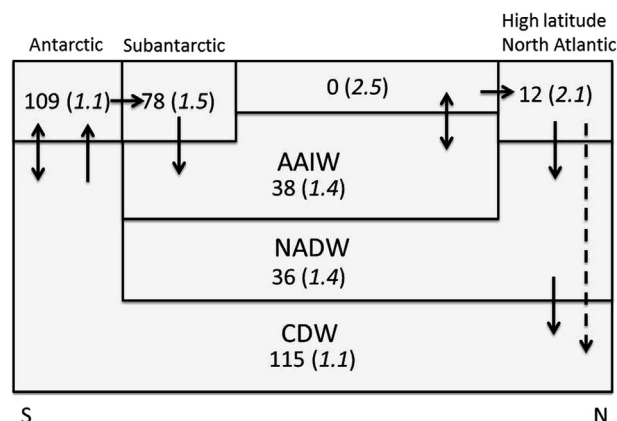 Antarctic
Subantarctic
High latitude
North Atlantic
109 (1.1)
78 (1.5)
0 (2.5)
12 (2.1)
AAIW
38 (1.4)
NADW
36 (1.4)
CDW
115 (1.1)
S
N